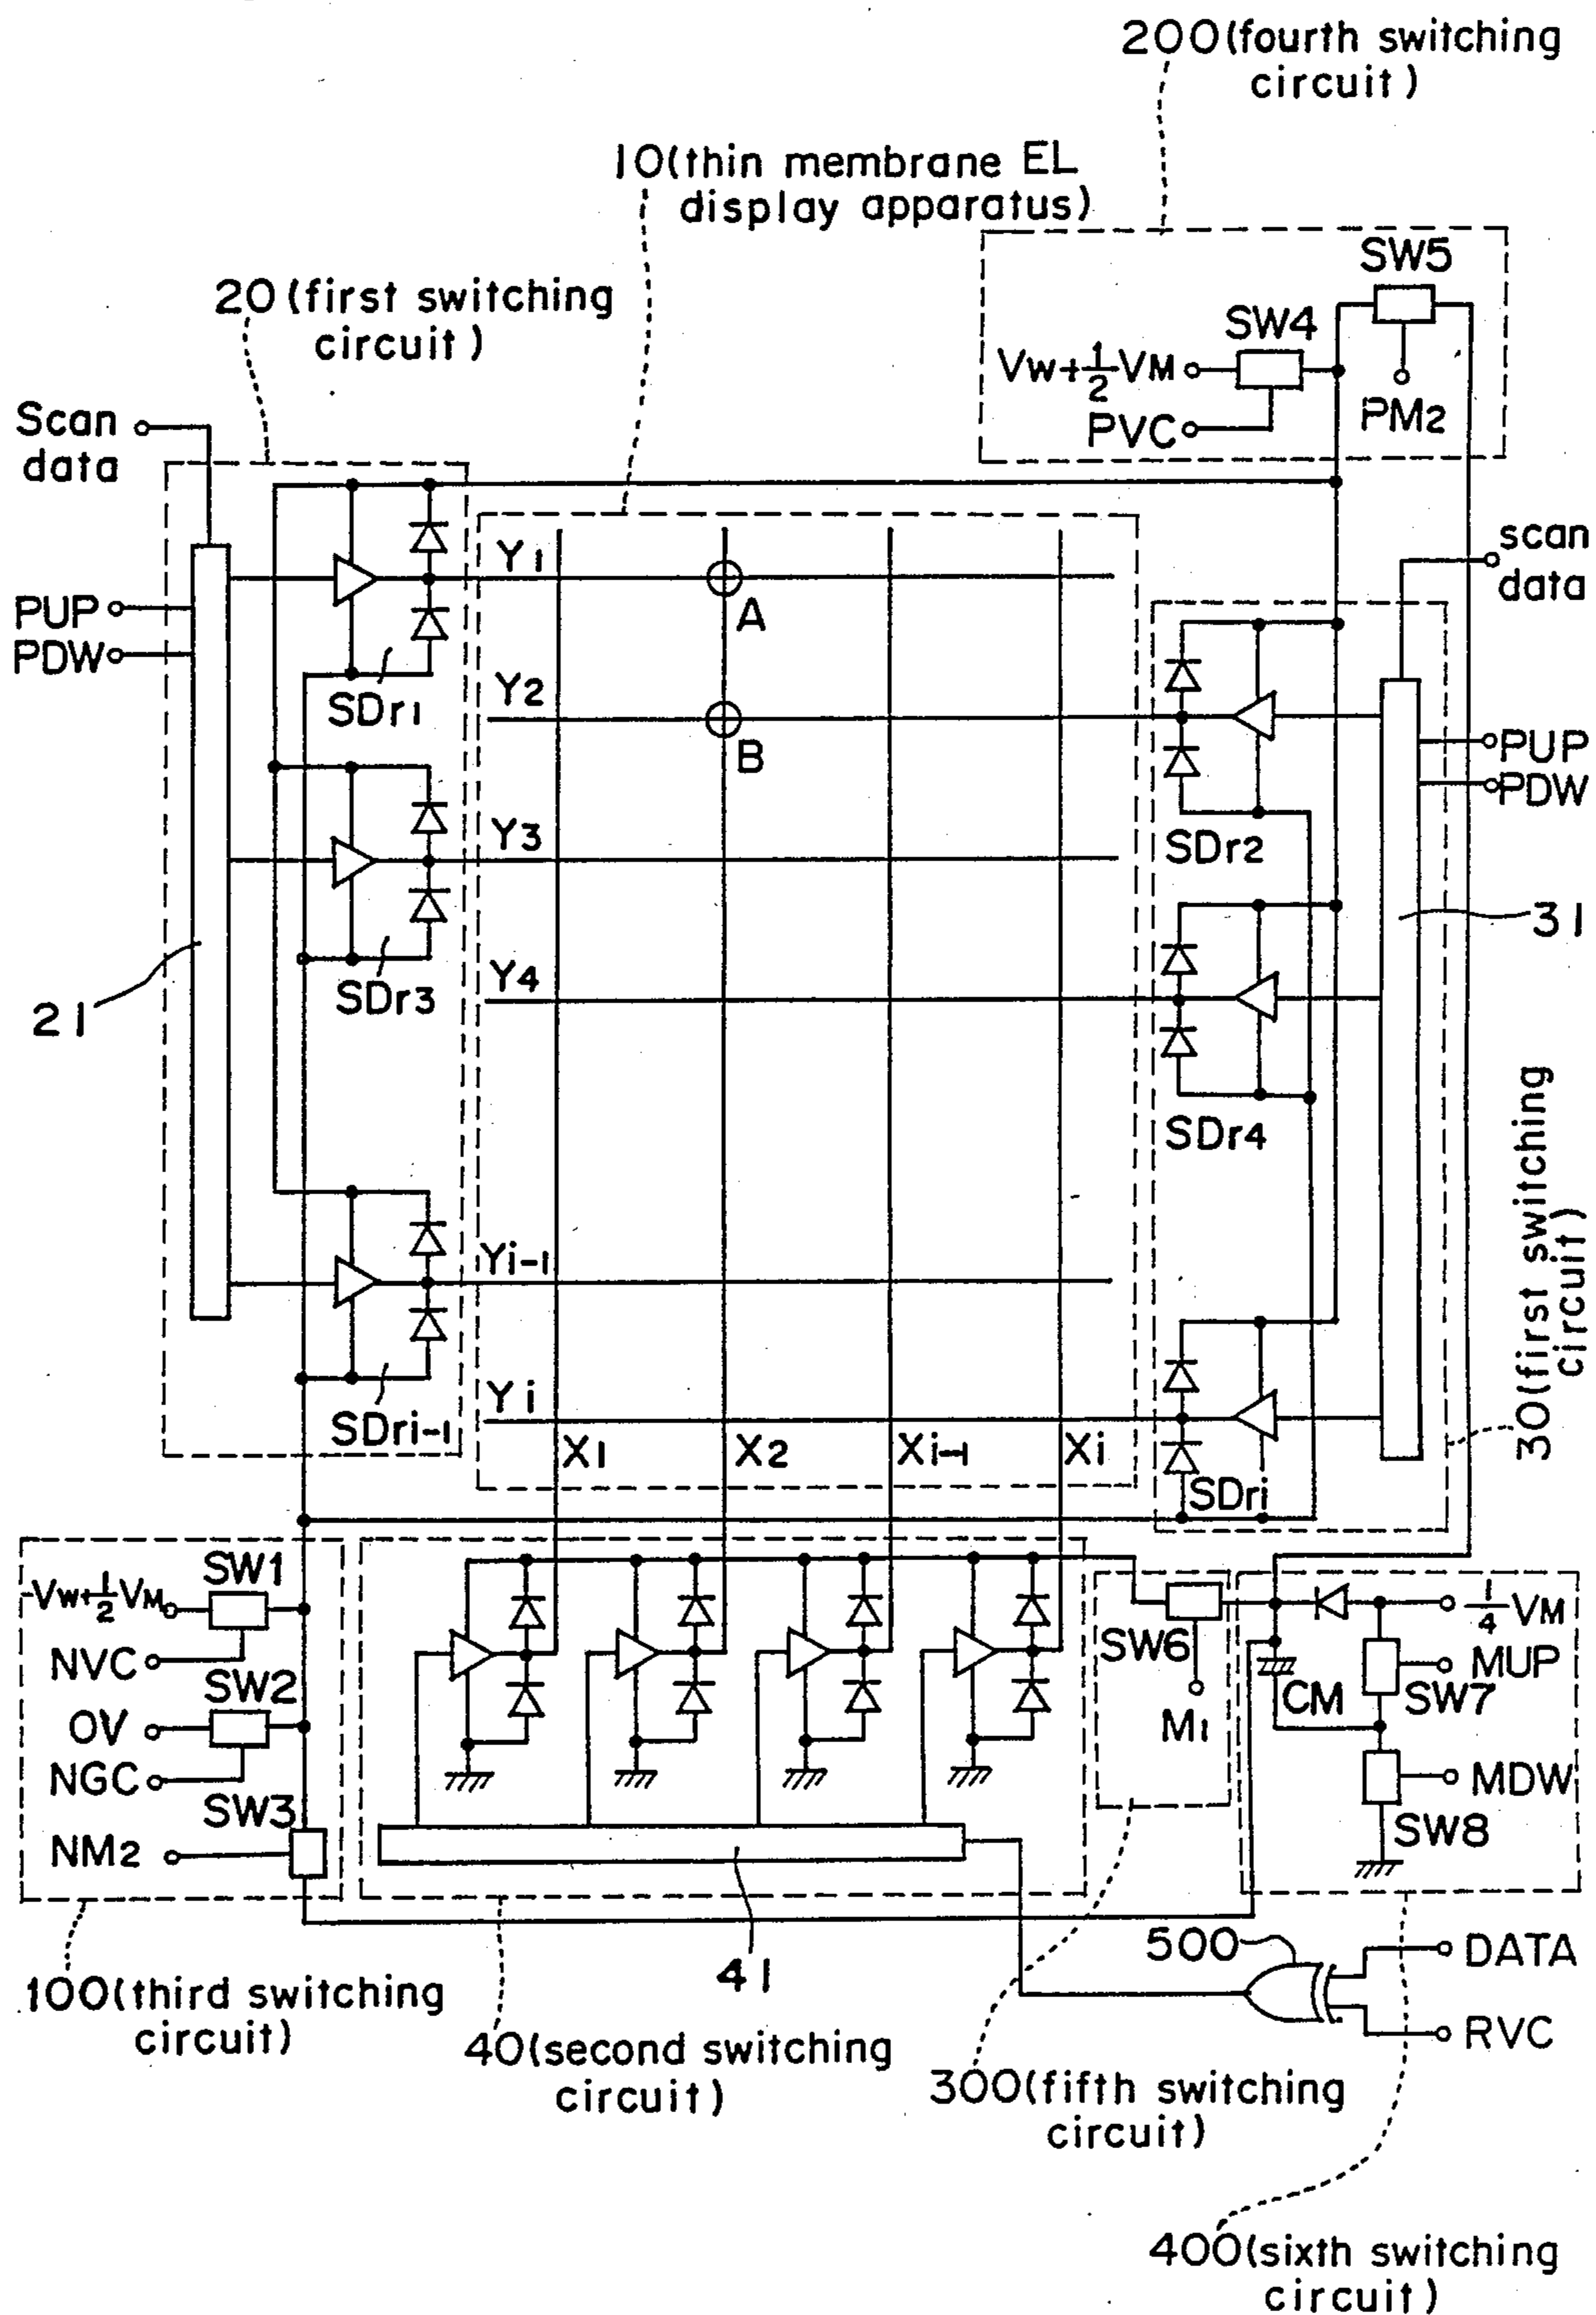 200(fourth switching
circuit)
10(thin membrane EL
display apparatus)
SW5
20(first switching
circuit)
SW4
Vw+1/2VM
PM2
PVC
Scan
data
scan
data
Y1
A
PUP
PDW
SDr1
Y2
B
PUP
PDW
SDr2
Y3
31
Y4
SDr3
21
SDr4
30(first switching
circuit)
Yi-1
Yi
SDri-1
X1
X2
Xi-1
Xi
SDri
SW1
-Vw+1/2VM
NVC
SW2
0V
NGC
SW3
NM2
SW6
M1
1/4VM
MUP
CM
SW7
MDW
SW8
41
500
DATA
RVC
100(third switching
circuit)
40(second switching
circuit)
300(fifth switching
circuit)
400(sixth switching
circuit)